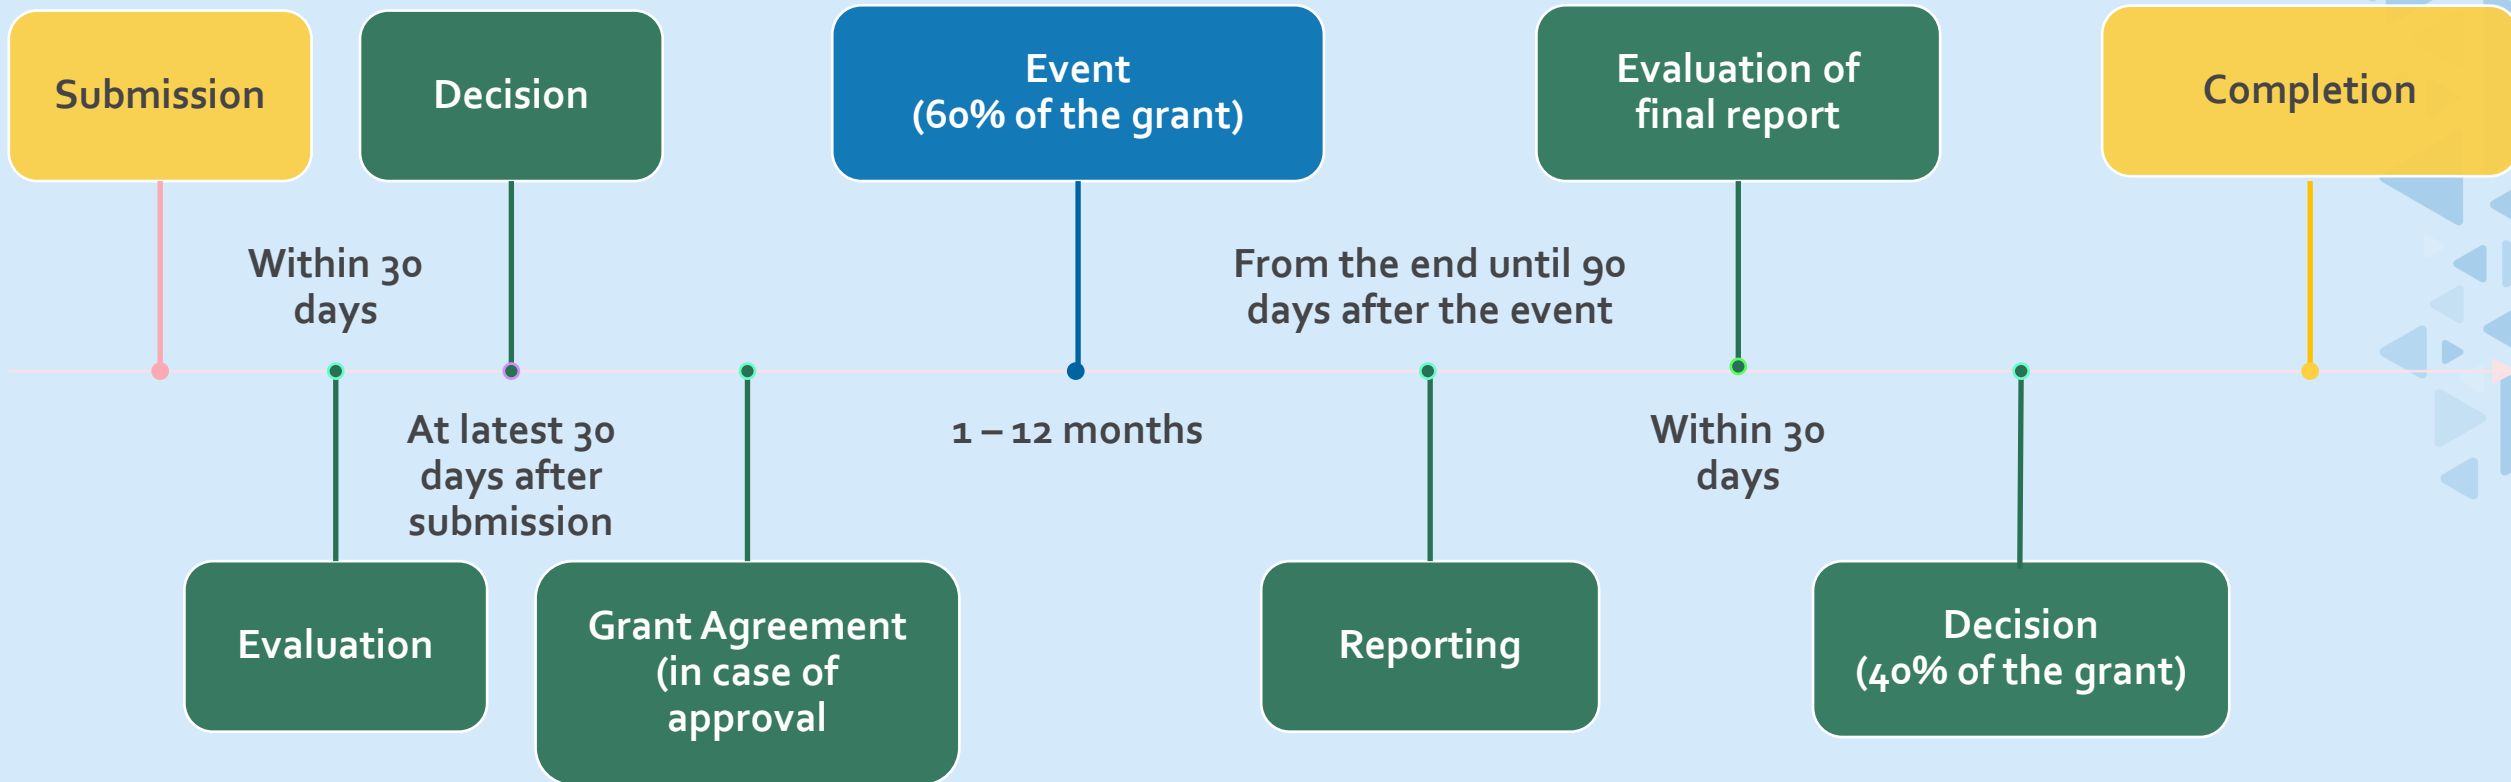 Submission
Decision
Event
(60% of the grant)
Evaluation of
final report
Completion
Within 30
days
From the end until 90
days after the event
At latest 30
days after
submission
1 – 12 months
Within 30
days
Evaluation
Grant Agreement
(in case of
approval
Reporting
Decision
(40% of the grant)